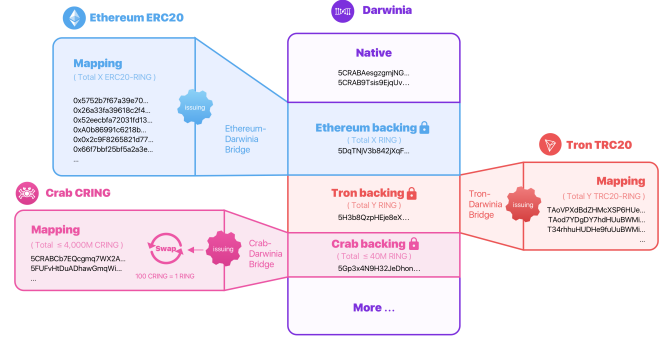 Ethereum ERC20
Mapping
( Total X ERC20-RING )
0x5752b7f67a39e70...
0x26a33fa39618c2f4...
0x52eecbfa72031fd13...
0xA0b86991c6218b...
0x0x2c9F8265821d77...
0x66f7bbf25bf5a2a3e...
...
issuing
Ethereum-
Darwinia
Bridge
Darwinia
Native
5CRABAesgzgmjNG...
5CRAB9Tsis9EjqUv...
Ethereum backing
( Total X RING )
5DqTNjV3b842jXqF...
Tron backing
( Total Y RING )
5H3b8QzpHEje8eX...
Crab backing
( Total ≤ 40M RING )
5Gp3x4N9H32JeDhon...
More ...
Tron TRC20
Mapping
( Total Y TRC20-RING )
TAoVPXdBdZHMcXSP6HUe...
TAod7YDgDY7hdHUuBWMi...
T34rhhuHUDHe9fuUuBWMi...
...
issuing
Tron-
Darwinia
Bridge
Crab CRING
Mapping
( Total ≤ 4,000M CRING )
5CRABCb7EQcgmq7WX2A...
5FUFvHtDuADhawGmqWi...
...
Swap
100 CRING = 1 RING
issuing
Crab-
Darwinia
Bridge